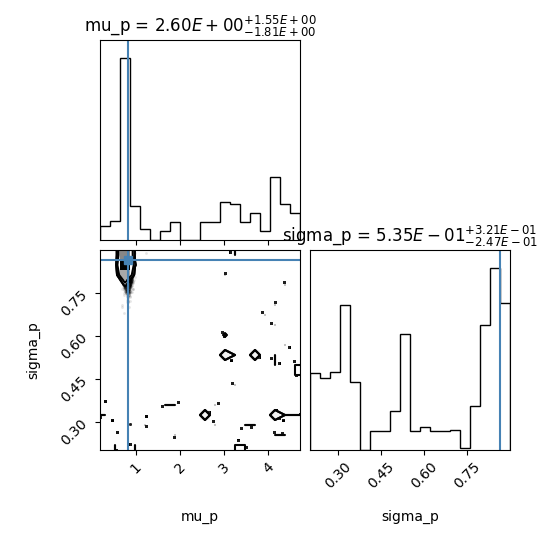 mu_p = 2.60E+00+1.55E+00
−1.81E+00
sigma_p = 5.35E−01+3.21E−01
−2.47E−01
0.75
0.60
0.45
0.30
sigma_p
1
2
3
4
mu_p
0.30
0.45
0.60
0.75
sigma_p